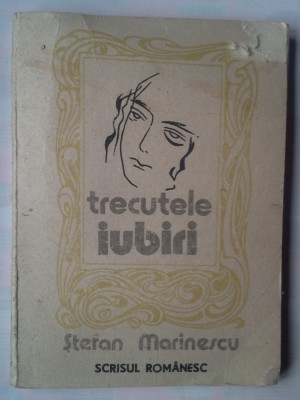 trecutele
iubiri
Ștefan Marinescu
SCRISUL ROMÂNESC